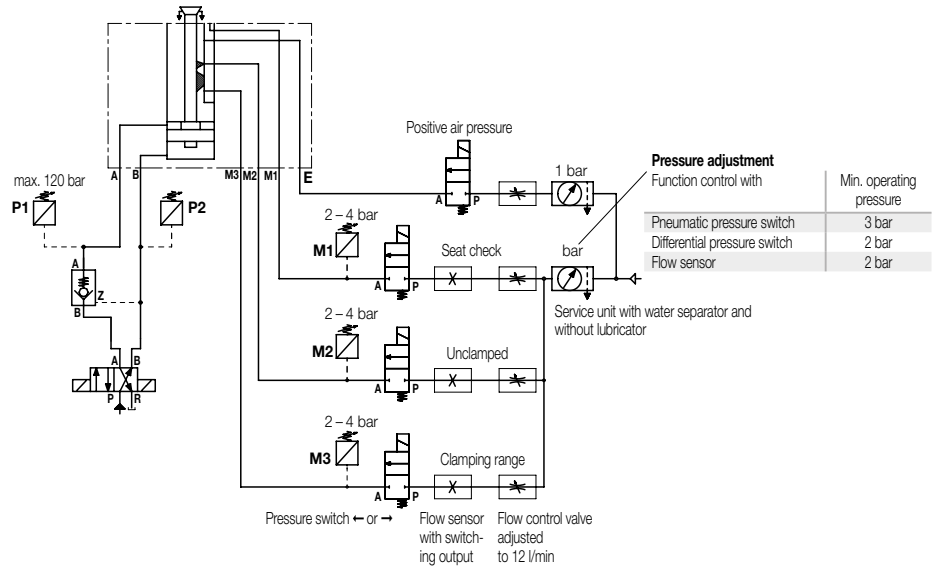 Positive air pressure
A P
1 bar
Pressure adjustment
Function control with
Min. operating
pressure
Pneumatic pressure switch 3 bar
Differential pressure switch 2 bar
Flow sensor 2 bar
A B M3 M2 M1 E
max. 120 bar
P1 P2
2 – 4 bar
M1
Seat check
bar
A P
Service unit with water separator and
without lubricator
A
Z
B
2 – 4 bar
M2
Unclamped
A P
A B
P R
2 – 4 bar
M3
Clamping range
A P
Pressure switch ← or →
Flow sensor
with switch-
ing output
Flow control valve
adjusted
to 12 l/min